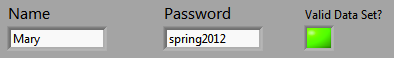 Name Password Valid Data Set?
Mary spring2012